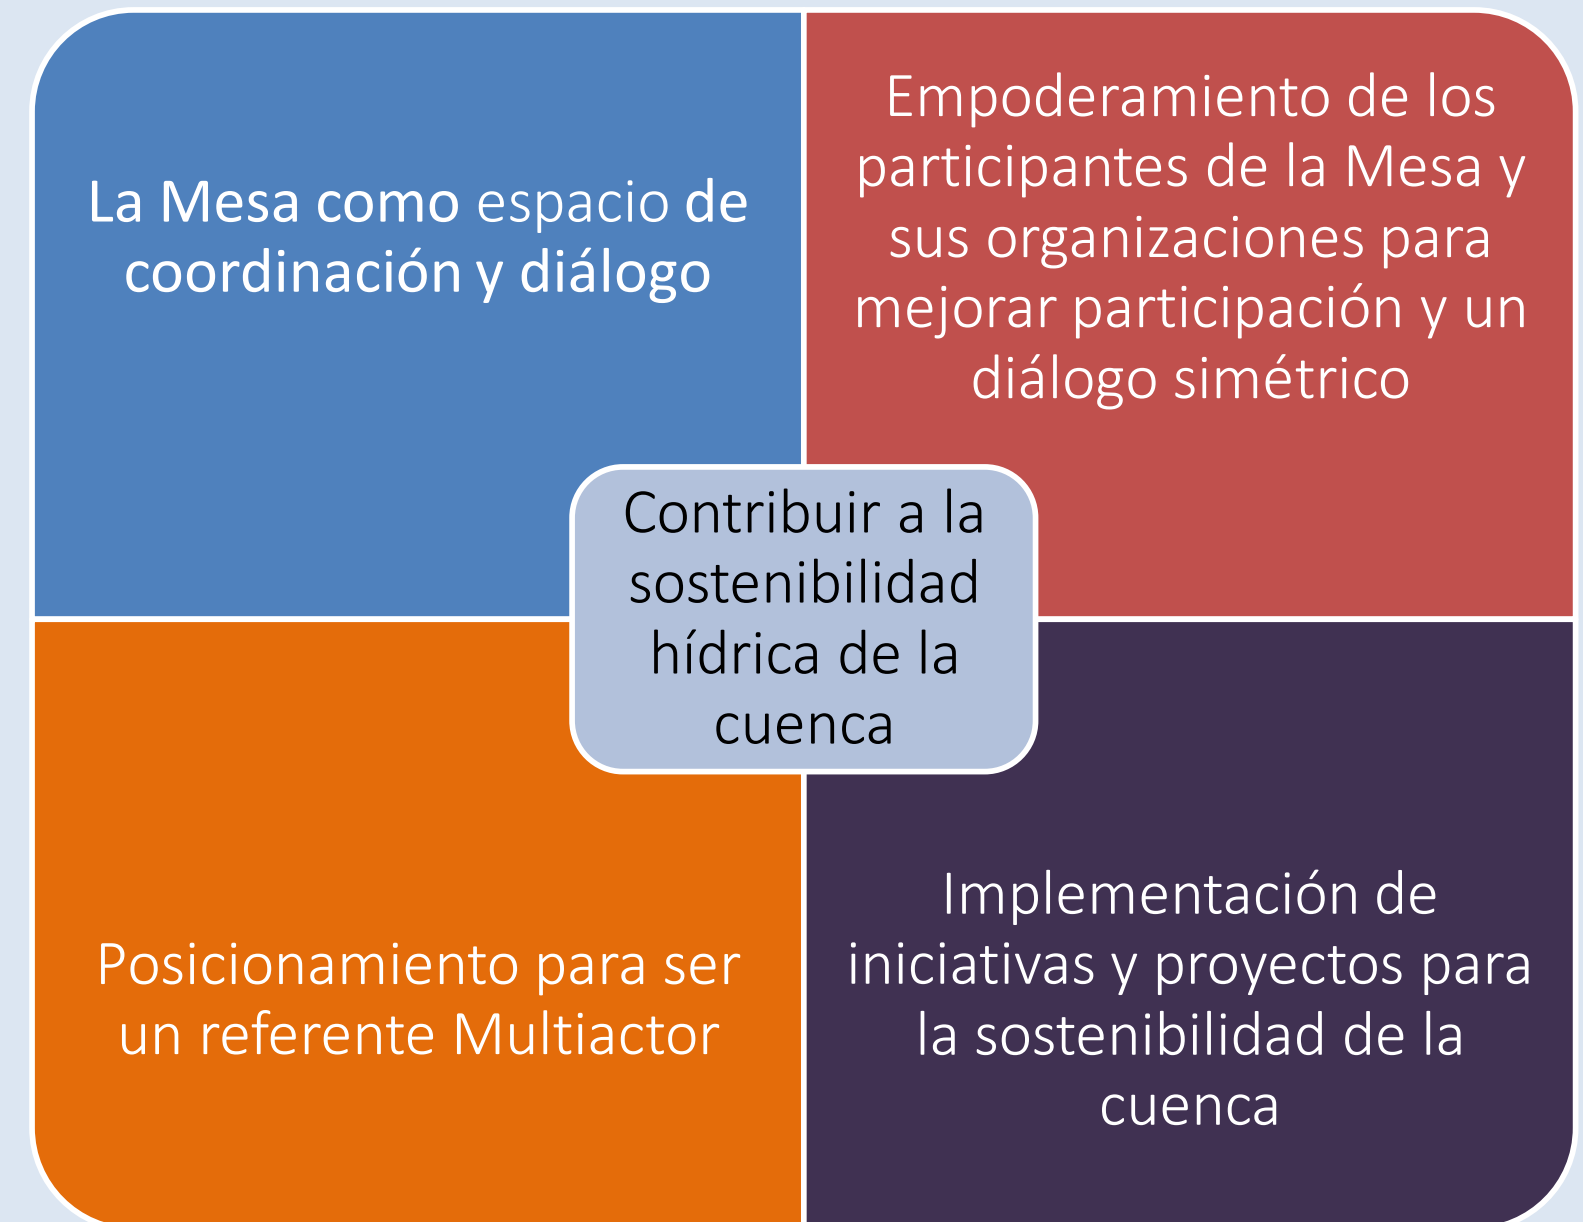 La Mesa como espacio de
coordinación y diálogo
Empoderamiento de los
participantes de la Mesa y
sus organizaciones para
mejorar participación y un
diálogo simétrico
Contribuir a la
sostenibilidad
hídrica de la
cuenca
Posicionamiento para ser
un referente Multiactor
Implementación de
iniciativas y proyectos para
la sostenibilidad de la
cuenca